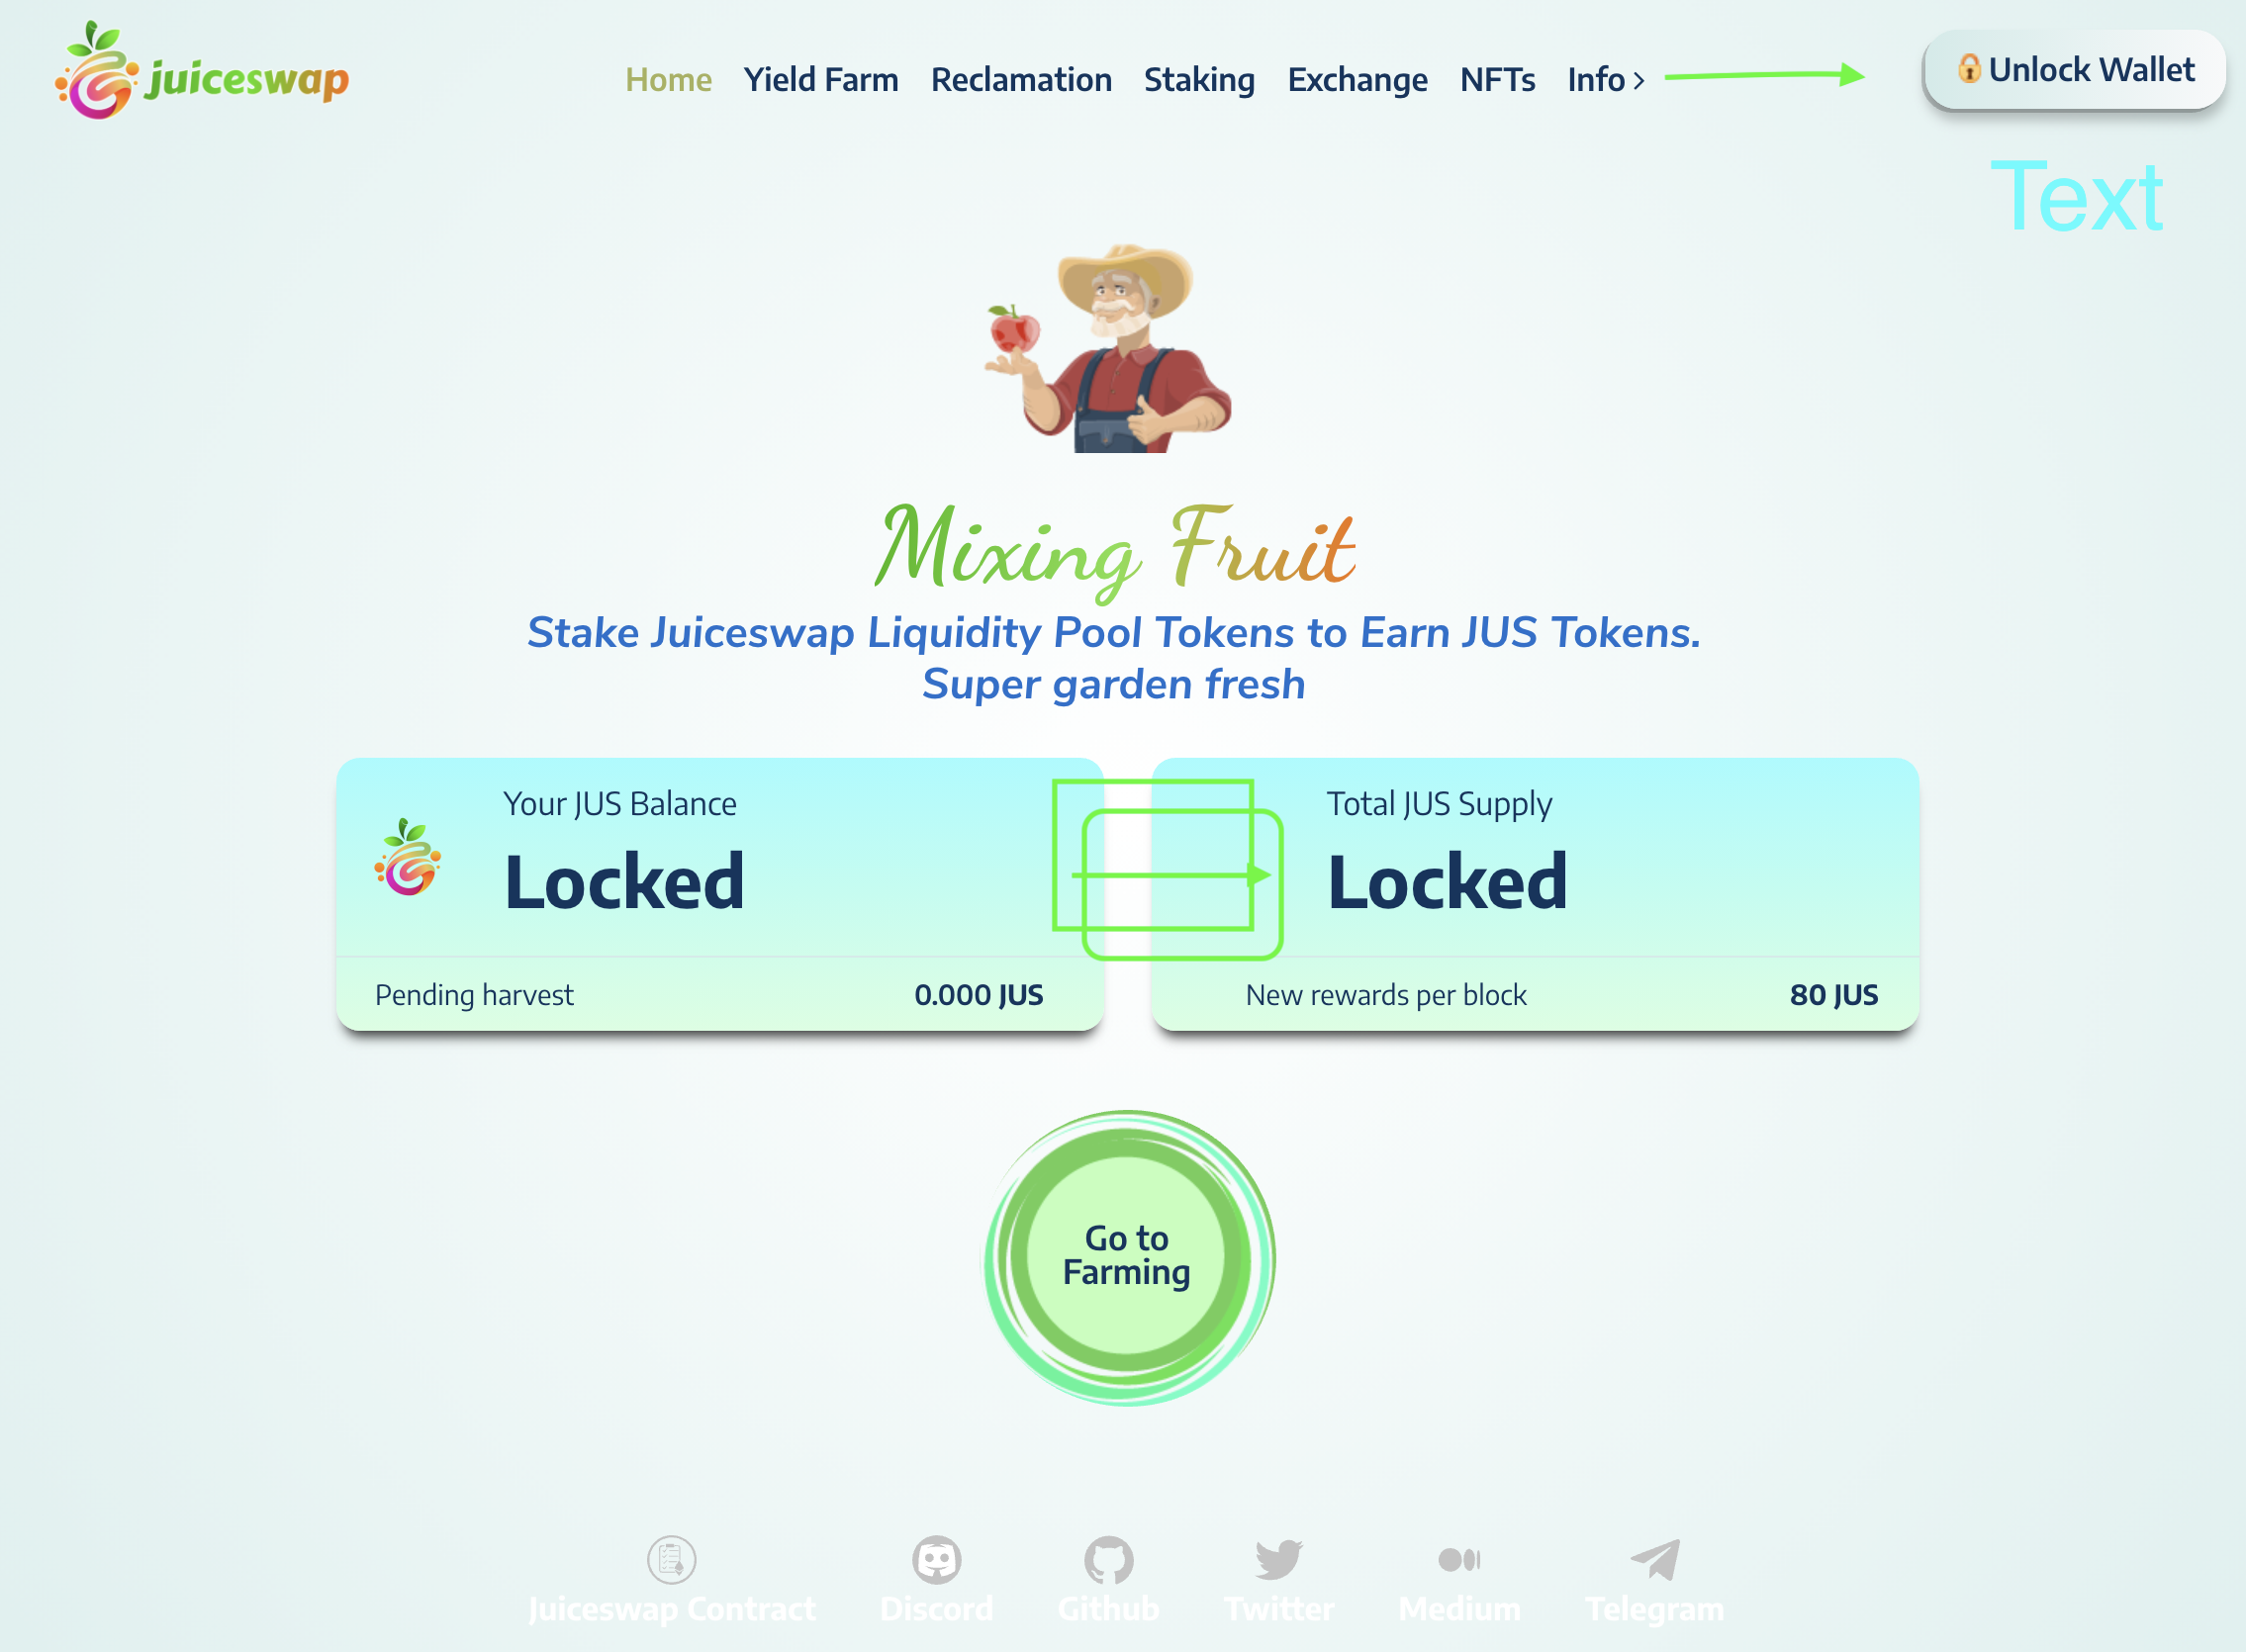 juiceswap
Home Yield Farm Reclamation Staking Exchange NFTs Info
Unlock Wallet
Text
Mixing Fruit
Stake Juiceswap Liquidity Pool Tokens to Earn JUS Tokens.
Super garden fresh
Your JUS Balance
Locked
Pending harvest 0.000 JUS
Total JUS Supply
Locked
New rewards per block 80 JUS
Go to
Farming
Juiceswap Contract Discord Github Twitter Medium Telegram